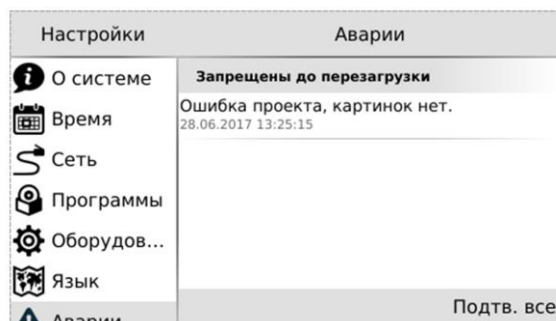 Настройки
Аварии
О системе
Время
Сеть
Программы
Оборудов...
Язык
Аварии
Запрещены до перезагрузки
Ошибка проекта, картинок нет.
28.06.2017 13:25:15
Подтв. все